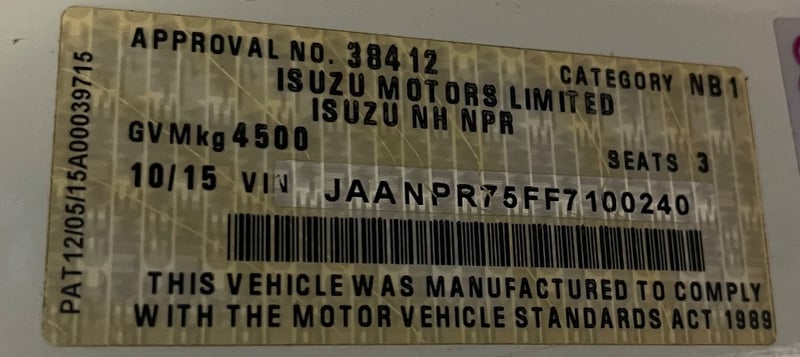 APPROVAL NO. 38412
CATEGORY NB1
ISUZU MOTORS LIMITED
ISUZU NH NPR
GVMkg 4500
SEATS 3
10/15 VIN JAANPR75FF7100240
THIS VEHICLE WAS MANUFACTURED TO COMPLY
WITH THE MOTOR VEHICLE STANDARDS ACT 1989
PAT12/05/15A00039715